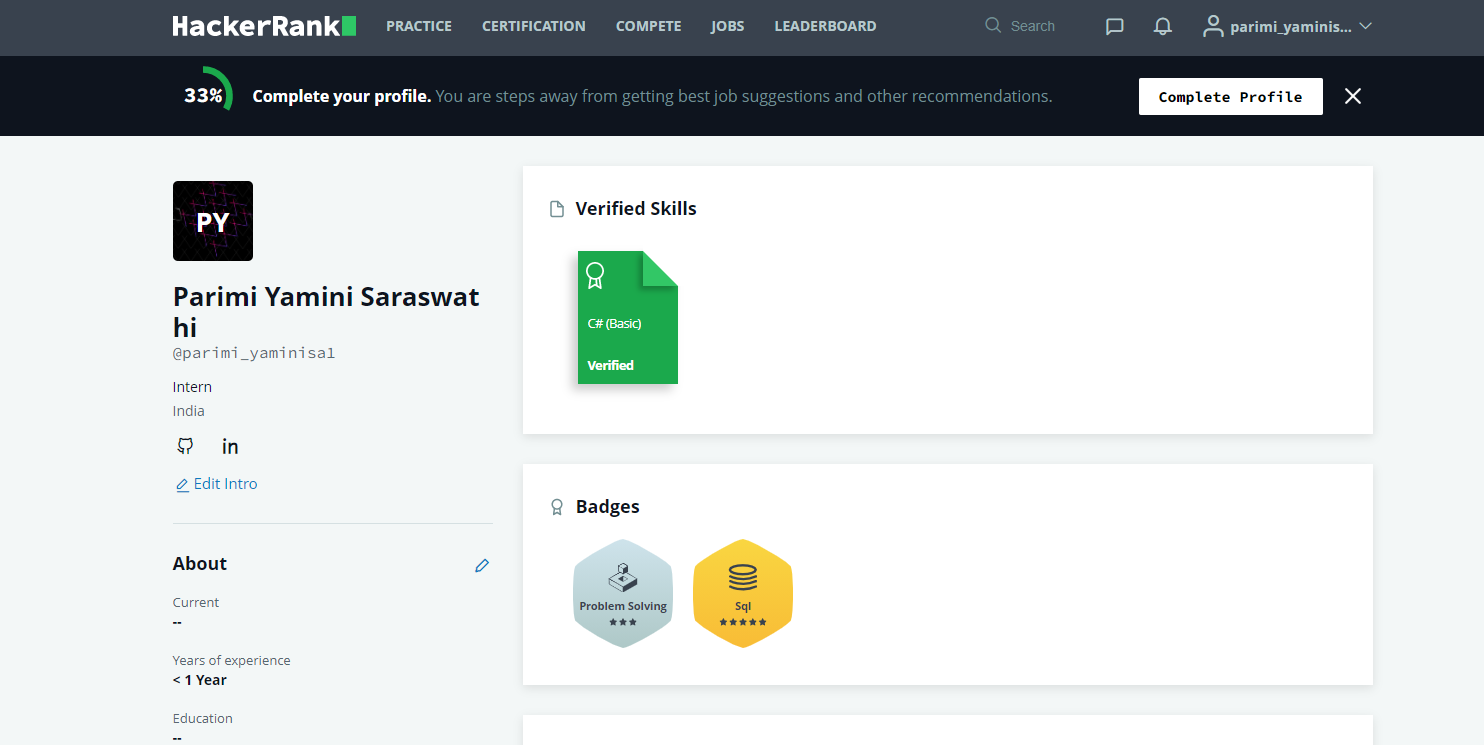 HackerRank PRACTICE CERTIFICATION COMPETE JOBS LEADERBOARD Search parimi_yaminis...
33% Complete your profile. You are steps away from getting best job suggestions and other recommendations. Complete Profile
PY
Parimi Yamini Saraswat
hi
@parimi_yaminisa1
Intern
India
in
Edit Intro
About
Current
--
Years of experience
< 1 Year
Education
--
Verified Skills
C# (Basic)
Verified
Badges
Problem Solving
Sql